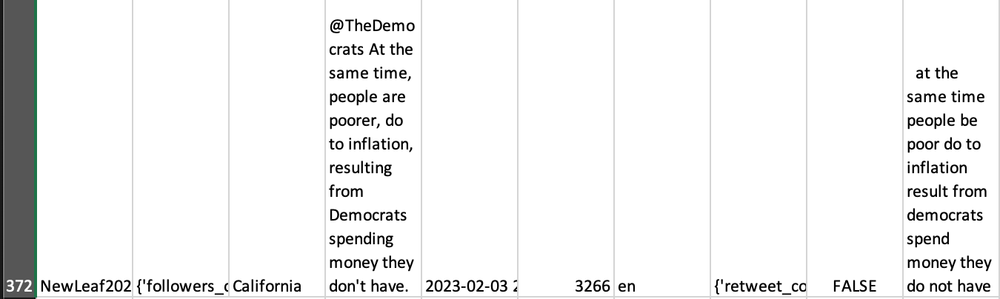 @TheDemo
crats At the
same time,
people are
poorer, do
to inflation,
resulting
from
Democrats
spending
money they
don't have.
at the
same time
people be
poor do to
inflation
result from
democrats
spend
money they
do not have
372 NewLeaf202 {'followers_c California 2023-02-03 2 3266 en {'retweet_co FALSE